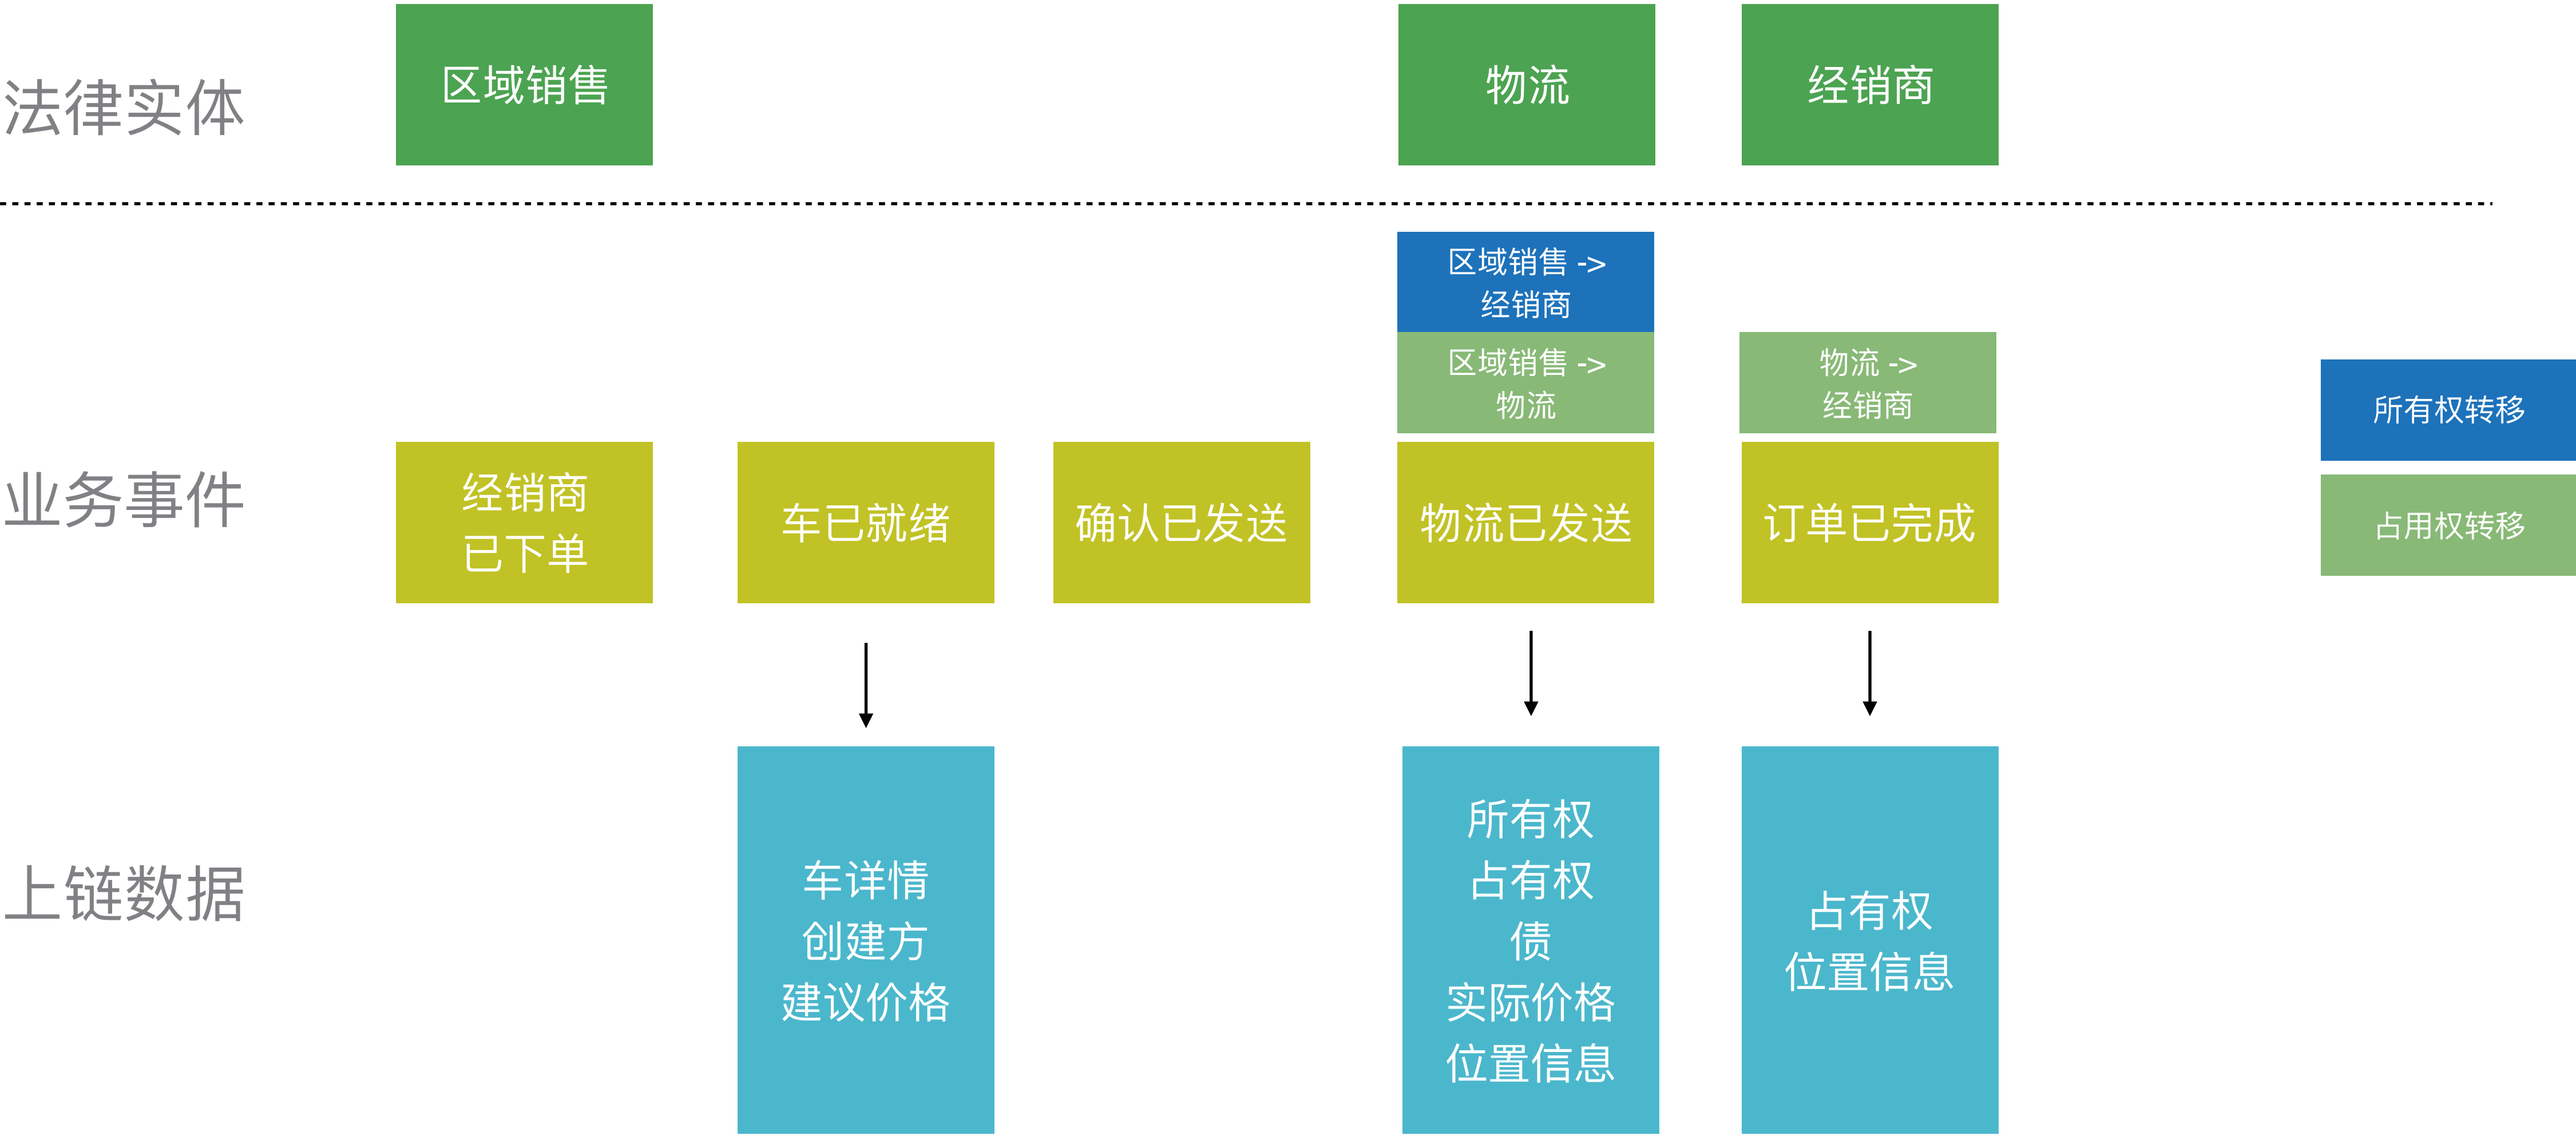 法律实体
区域销售
物流
经销商
区域销售 ->
经销商
区域销售 ->
物流
物流 ->
经销商
所有权转移
占用权转移
业务事件
经销商
已下单
车已就绪
确认已发送
物流已发送
订单已完成
上链数据
车详情
创建方
建议价格
所有权
占有权
债
实际价格
位置信息
占有权
位置信息